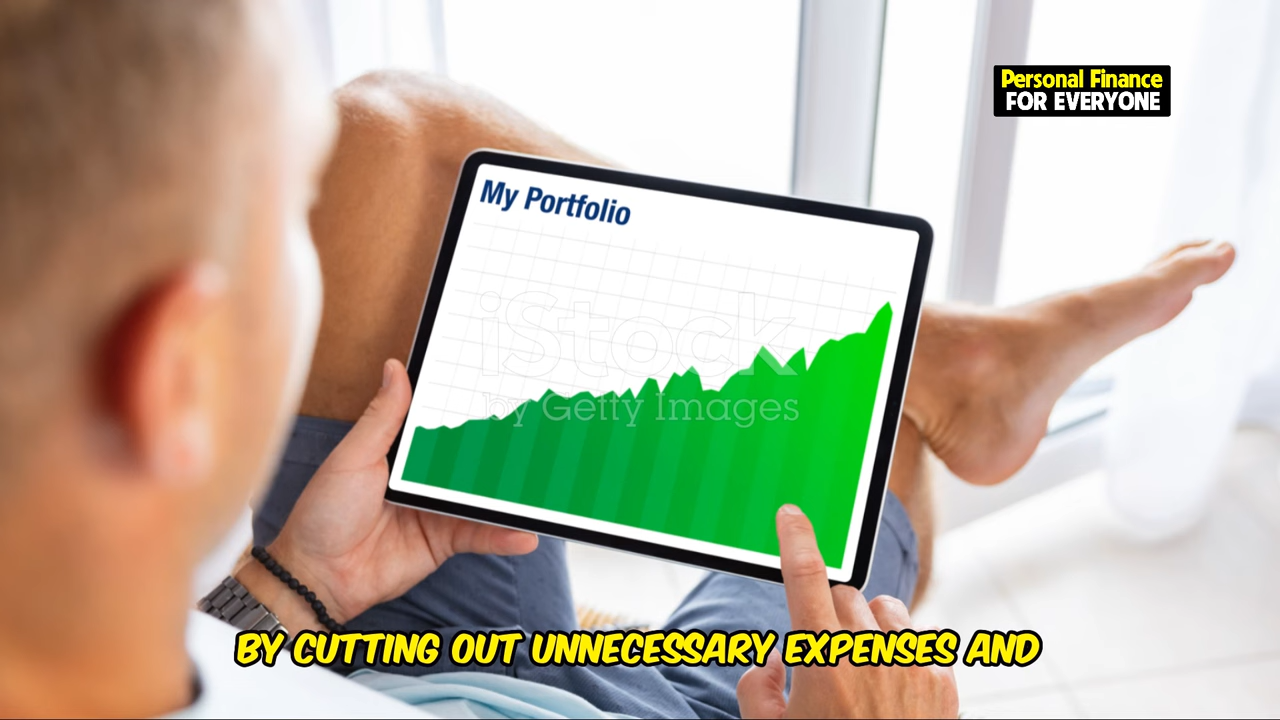 Personal Finance
FOR EVERYONE
My Portfolio
iStock
by Getty Images
BY CUTTING OUT UNNECESSARY EXPENSES AND